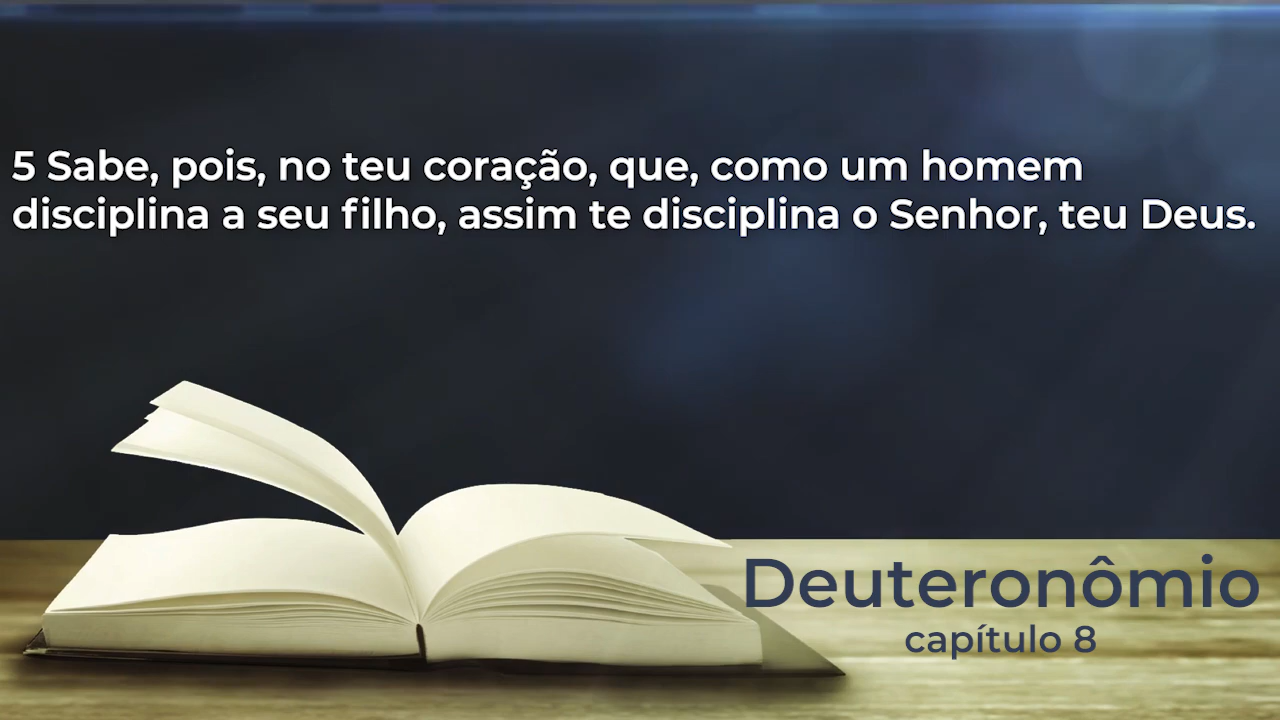 5 Sabe, pois, no teu coração, que, como um homem
disciplina a seu filho, assim te disciplina o Senhor, teu Deus.
Deuteronômio
capítulo 8